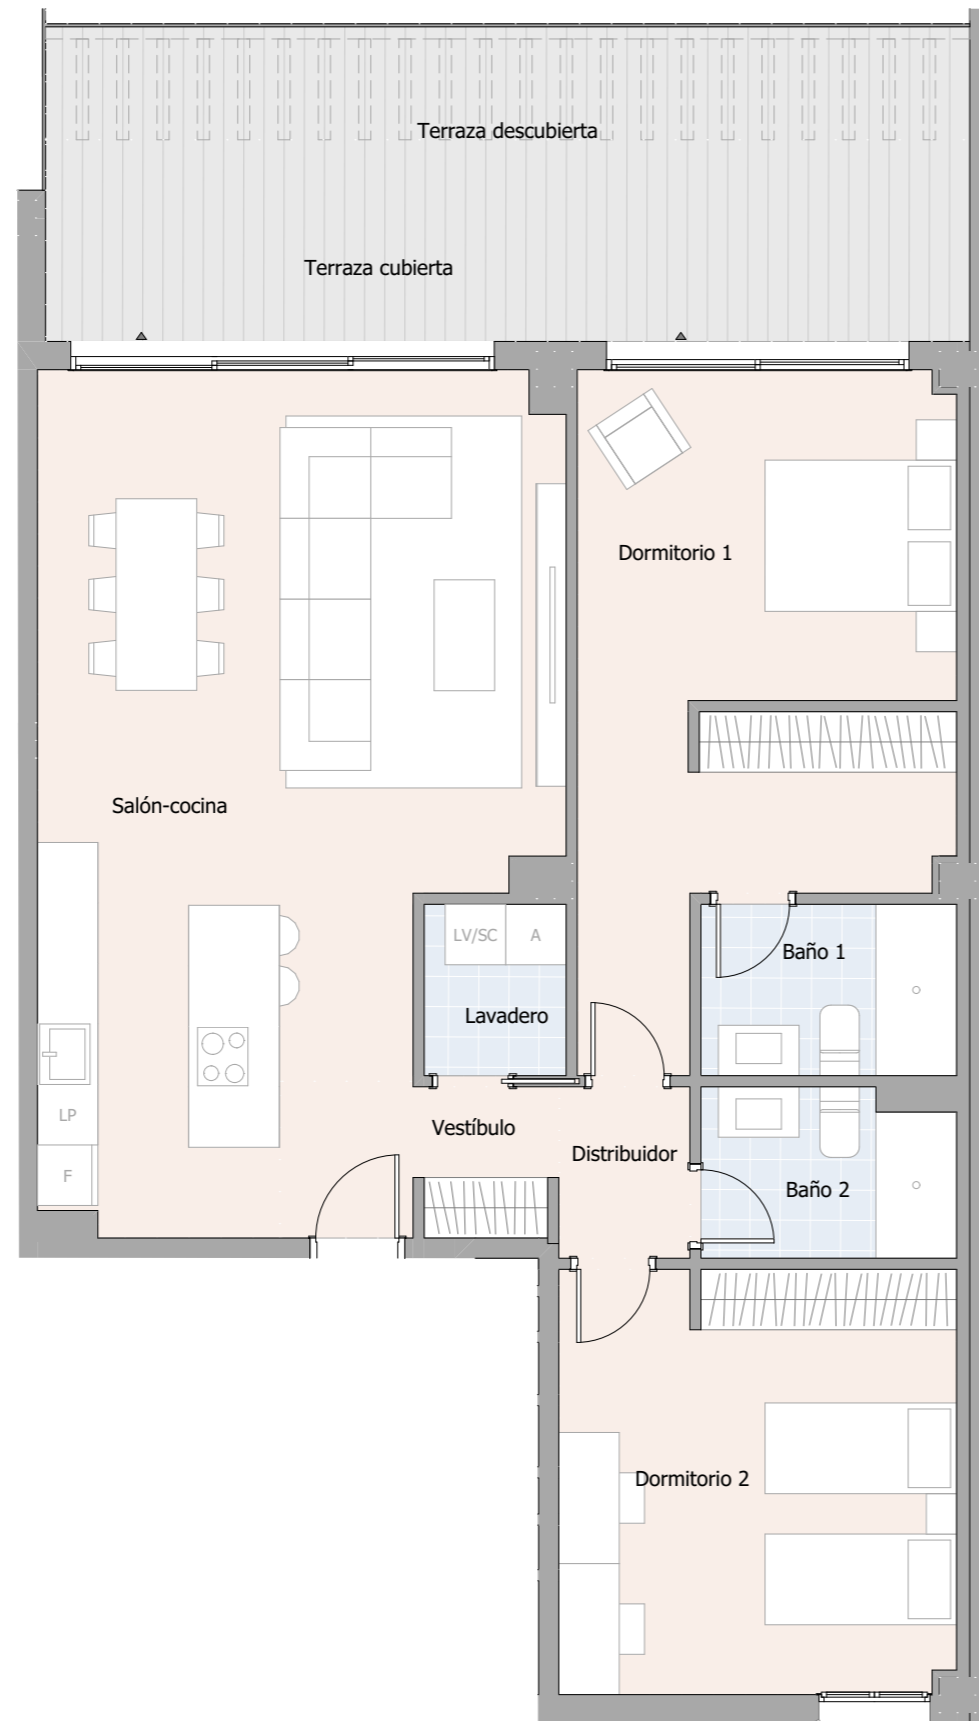 Terraza descubierta
Terraza cubierta
Dormitorio 1
Salón-cocina
LV/SC
A
Baño 1
Lavadero
LP
Vestíbulo
Distribuidor
F
Baño 2
Dormitorio 2